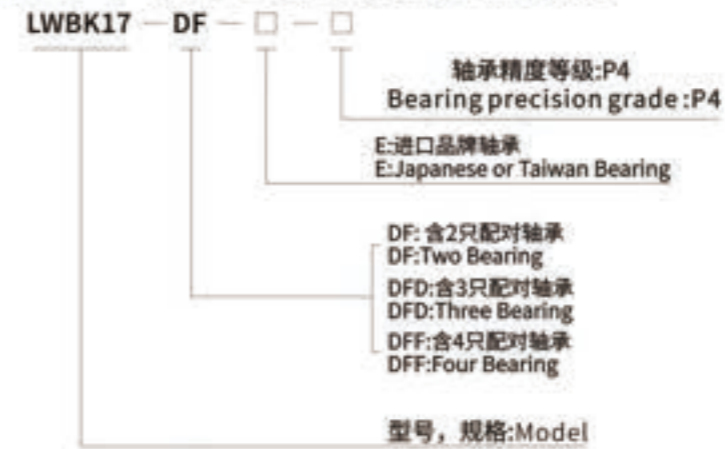 LWBK17 — DF — □ — □
轴承精度等级:P4
Bearing precision grade:P4
E:进口品牌轴承
E:Japanese or Taiwan Bearing
DF: 含2只配对轴承
DF:Two Bearing
DFD:含3只配对轴承
DFD:Three Bearing
DFF:含4只配对轴承
DFF:Four Bearing
型号，规格:Model